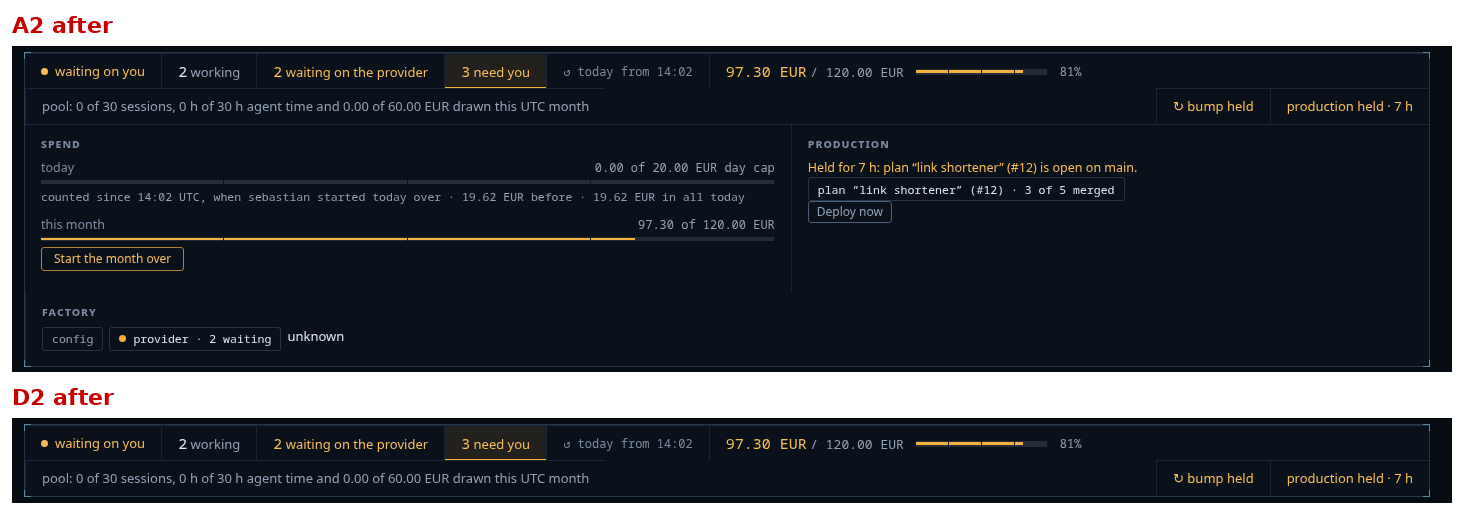 A2 after
waiting on you 2 working 2 waiting on the provider 3 need you ↺ today from 14:02 97.30 EUR / 120.00 EUR 81%
pool: 0 of 30 sessions, 0 h of 30 h agent time and 0.00 of 60.00 EUR drawn this UTC month ↻ bump held production held · 7 h
SPEND
today 0.00 of 20.00 EUR day cap
counted since 14:02 UTC, when sebastian started today over · 19.62 EUR before · 19.62 EUR in all today
this month 97.30 of 120.00 EUR
Start the month over
PRODUCTION
Held for 7 h: plan “link shortener” (#12) is open on main.
plan “link shortener” (#12) · 3 of 5 merged
Deploy now
FACTORY
config provider · 2 waiting unknown
D2 after
waiting on you 2 working 2 waiting on the provider 3 need you ↺ today from 14:02 97.30 EUR / 120.00 EUR 81%
pool: 0 of 30 sessions, 0 h of 30 h agent time and 0.00 of 60.00 EUR drawn this UTC month ↻ bump held production held · 7 h